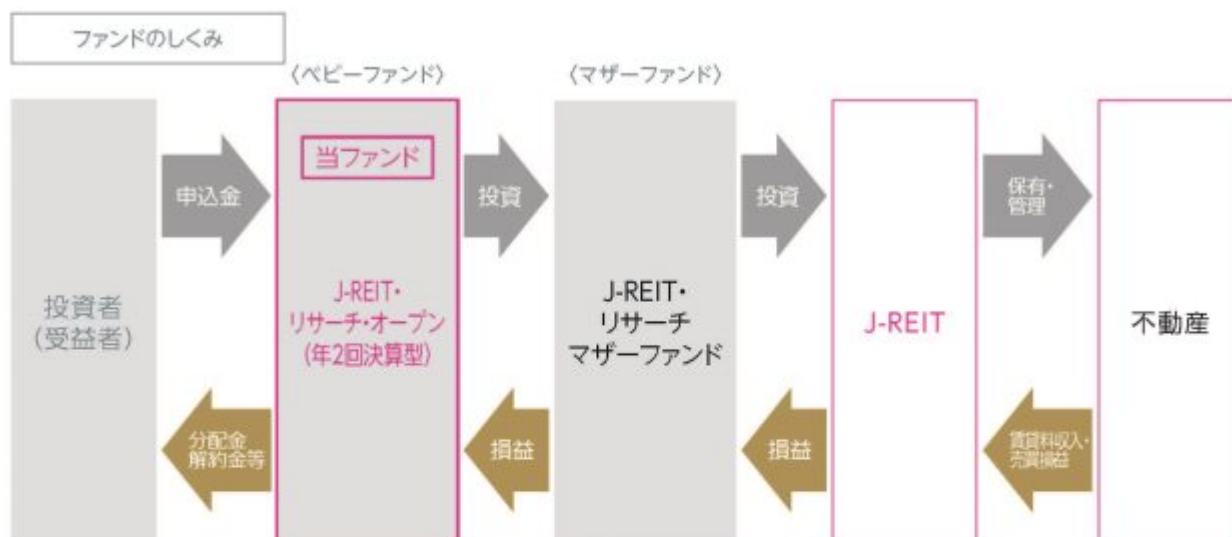 ファンドのしくみ
〈ベビーファンド〉
〈マザーファンド〉
投資者
(受益者)
申込金
分配金
解約金等
当ファンド
J-REIT・
リサーチ・オープン
(年2回決算型)
投資
損益
J-REIT・
リサーチ
マザーファンド
投資
損益
J-REIT
保有・
管理
賃貸料収入・
売買損益
不動産